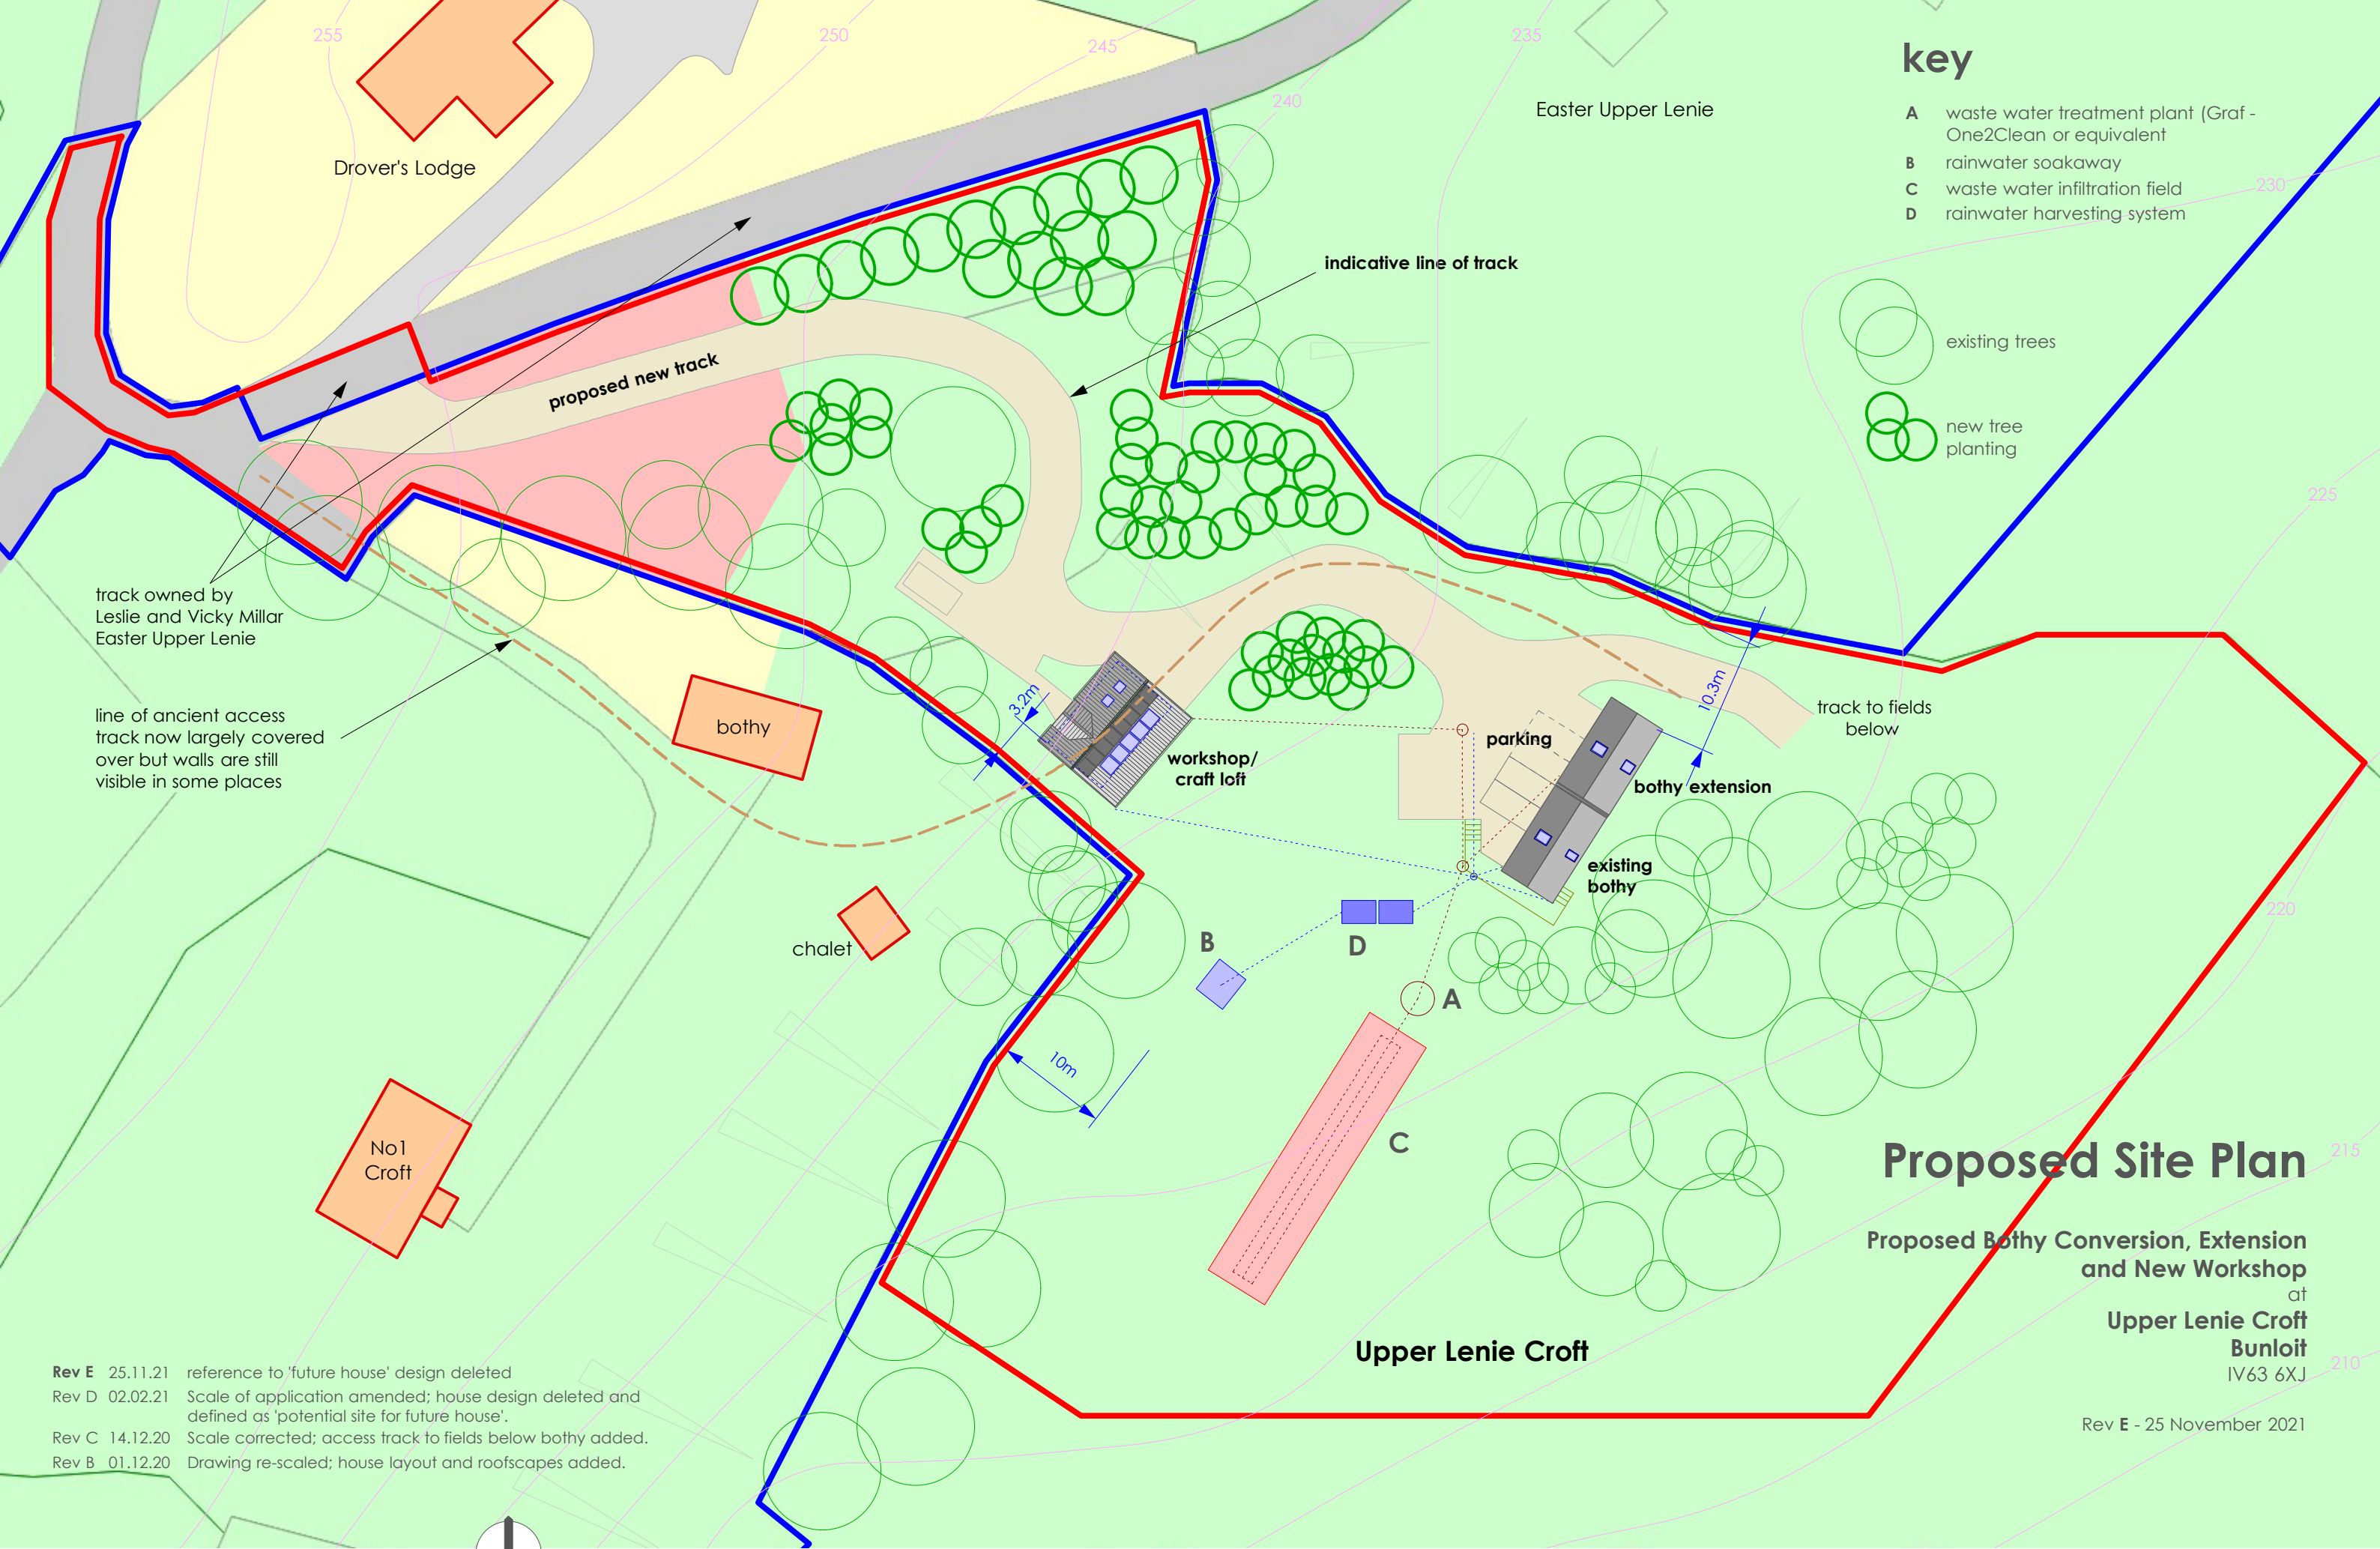 255
250
245
240
235
230
225
220
215
210
Drover's Lodge
Easter Upper Lenie
key
A waste water treatment plant (Graf -
One2Clean or equivalent
B rainwater soakaway
C waste water infiltration field
D rainwater harvesting system
existing trees
new tree
planting
indicative line of track
proposed new track
track owned by
Leslie and Vicky Millar
Easter Upper Lenie
line of ancient access
track now largely covered
over but walls are still
visible in some places
bothy
3.2m
workshop/
craft loft
parking
10.3m
track to fields
below
bothy extension
existing
bothy
chalet
B
D
A
C
10m
No1
Croft
Upper Lenie Croft
Proposed Site Plan
Proposed Bothy Conversion, Extension
and New Workshop
at
Upper Lenie Croft
Bunloit
IV63 6XJ
Rev E - 25 November 2021
Rev E 25.11.21 reference to 'future house' design deleted
Rev D 02.02.21 Scale of application amended; house design deleted and
defined as 'potential site for future house'.
Rev C 14.12.20 Scale corrected; access track to fields below bothy added.
Rev B 01.12.20 Drawing re-scaled; house layout and roofscapes added.